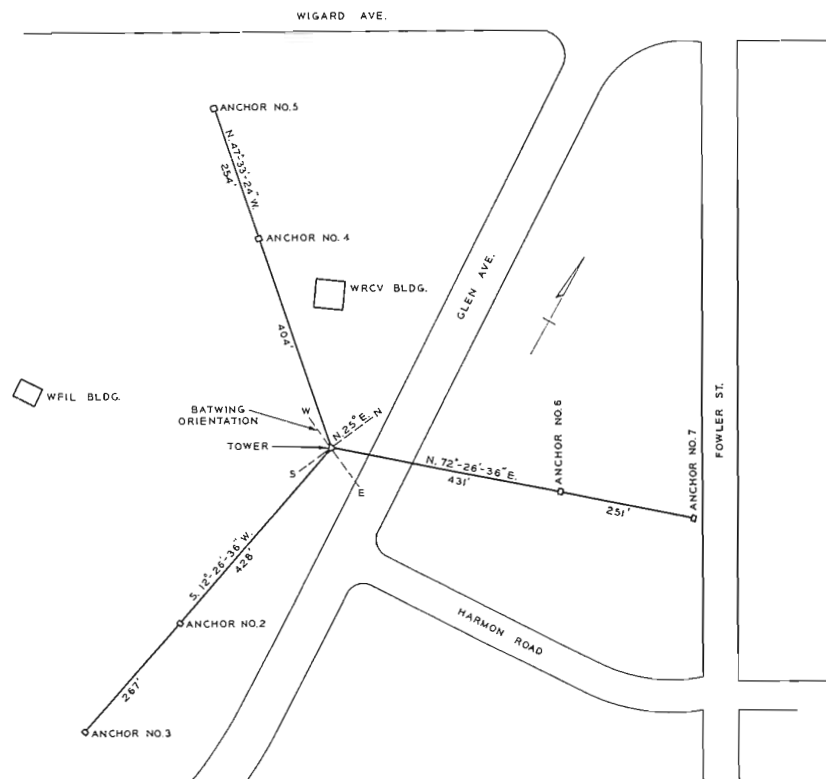 WIGARD AVE.
ANCHOR NO.5
N. 47°-33'-24" W.
254'
ANCHOR NO. 4
404'
WRCV BLDG.
GLEN AVE.
WFIL BLDG.
BATWING
ORIENTATION
W
N 25° E.
N
TOWER
S
E
N. 72°-26'-36" E.
431'
ANCHOR NO.6
251'
ANCHOR NO.7
FOWLER ST.
S. 12°-26'-36" W.
428'
ANCHOR NO.2
267'
ANCHOR NO.3
HARMON ROAD